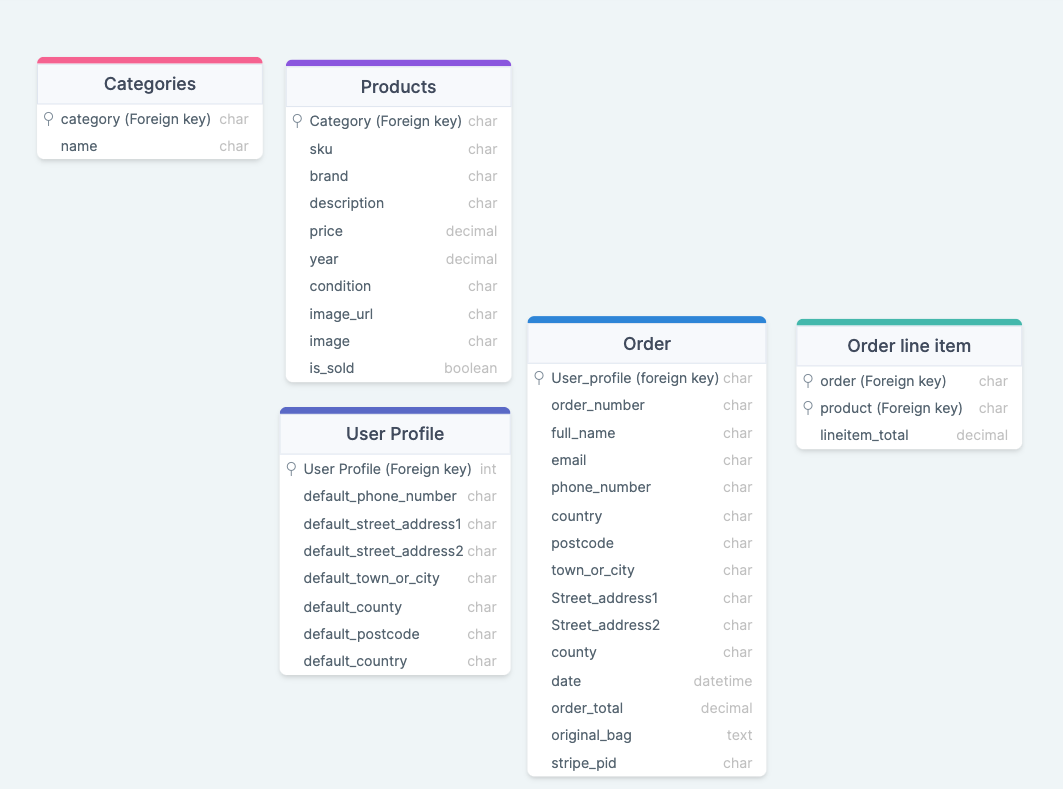 Categories
category (Foreign key) char
name char
Products
Category (Foreign key) char
sku char
brand char
description char
price decimal
year decimal
condition char
image_url char
image char
is_sold boolean
User Profile
User Profile (Foreign key) int
default_phone_number char
default_street_address1 char
default_street_address2 char
default_town_or_city char
default_county char
default_postcode char
default_country char
Order
User_profile (foreign key) char
order_number char
full_name char
email char
phone_number char
country char
postcode char
town_or_city char
Street_address1 char
Street_address2 char
county char
date datetime
order_total decimal
original_bag text
stripe_pid char
Order line item
order (Foreign key) char
product (Foreign key) char
lineitem_total decimal